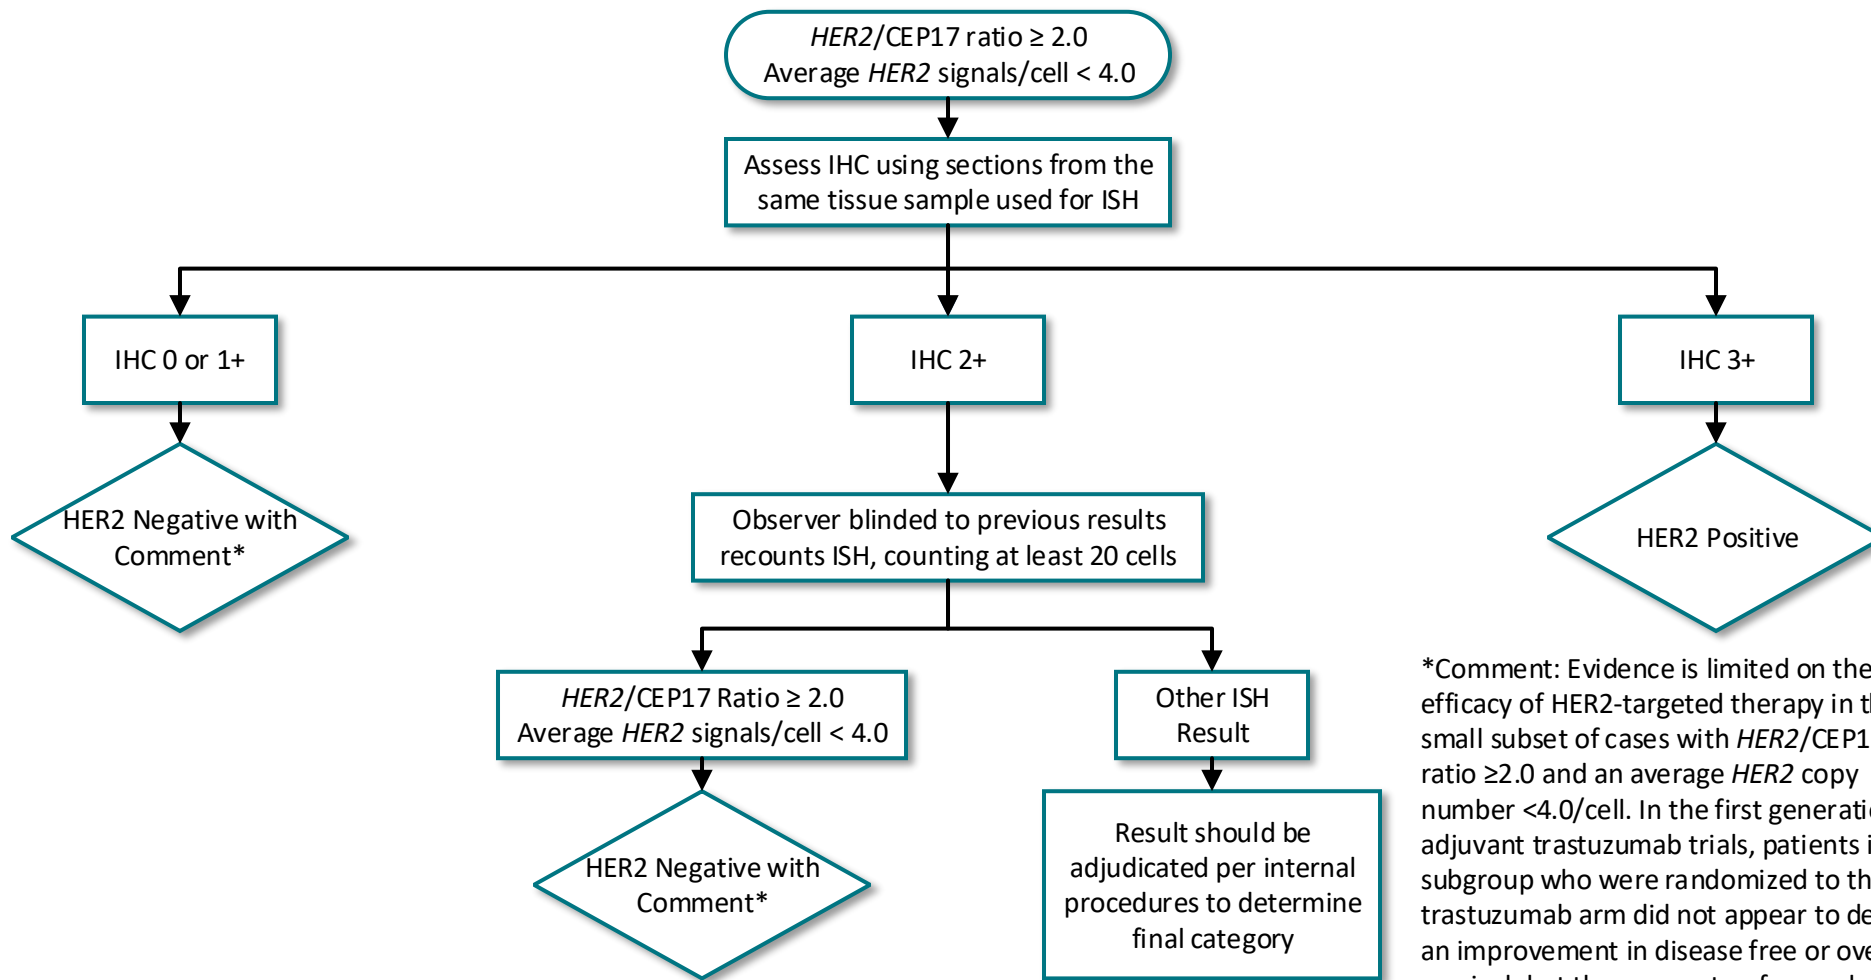 HER2/CEP17 ratio ≥ 2.0
Average HER2 signals/cell < 4.0
Assess IHC using sections from the
same tissue sample used for ISH
IHC 0 or 1+
IHC 2+
IHC 3+
HER2 Negative with
Comment*
Observer blinded to previous results
recounts ISH, counting at least 20 cells
HER2 Positive
HER2/CEP17 Ratio ≥ 2.0
Average HER2 signals/cell < 4.0
Other ISH
Result
HER2 Negative with
Comment*
Result should be
adjudicated per internal
procedures to determine
final category
*Comment: Evidence is limited on the
efficacy of HER2-targeted therapy in
small subset of cases with
ratio ≥2.0 and an average HER2 copy
number <4.0/cell. In the first
adjuvant trastuzumab trials, patients
subgroup who were randomized to
trastuzumab arm did not appear to
an improvement in disease free or